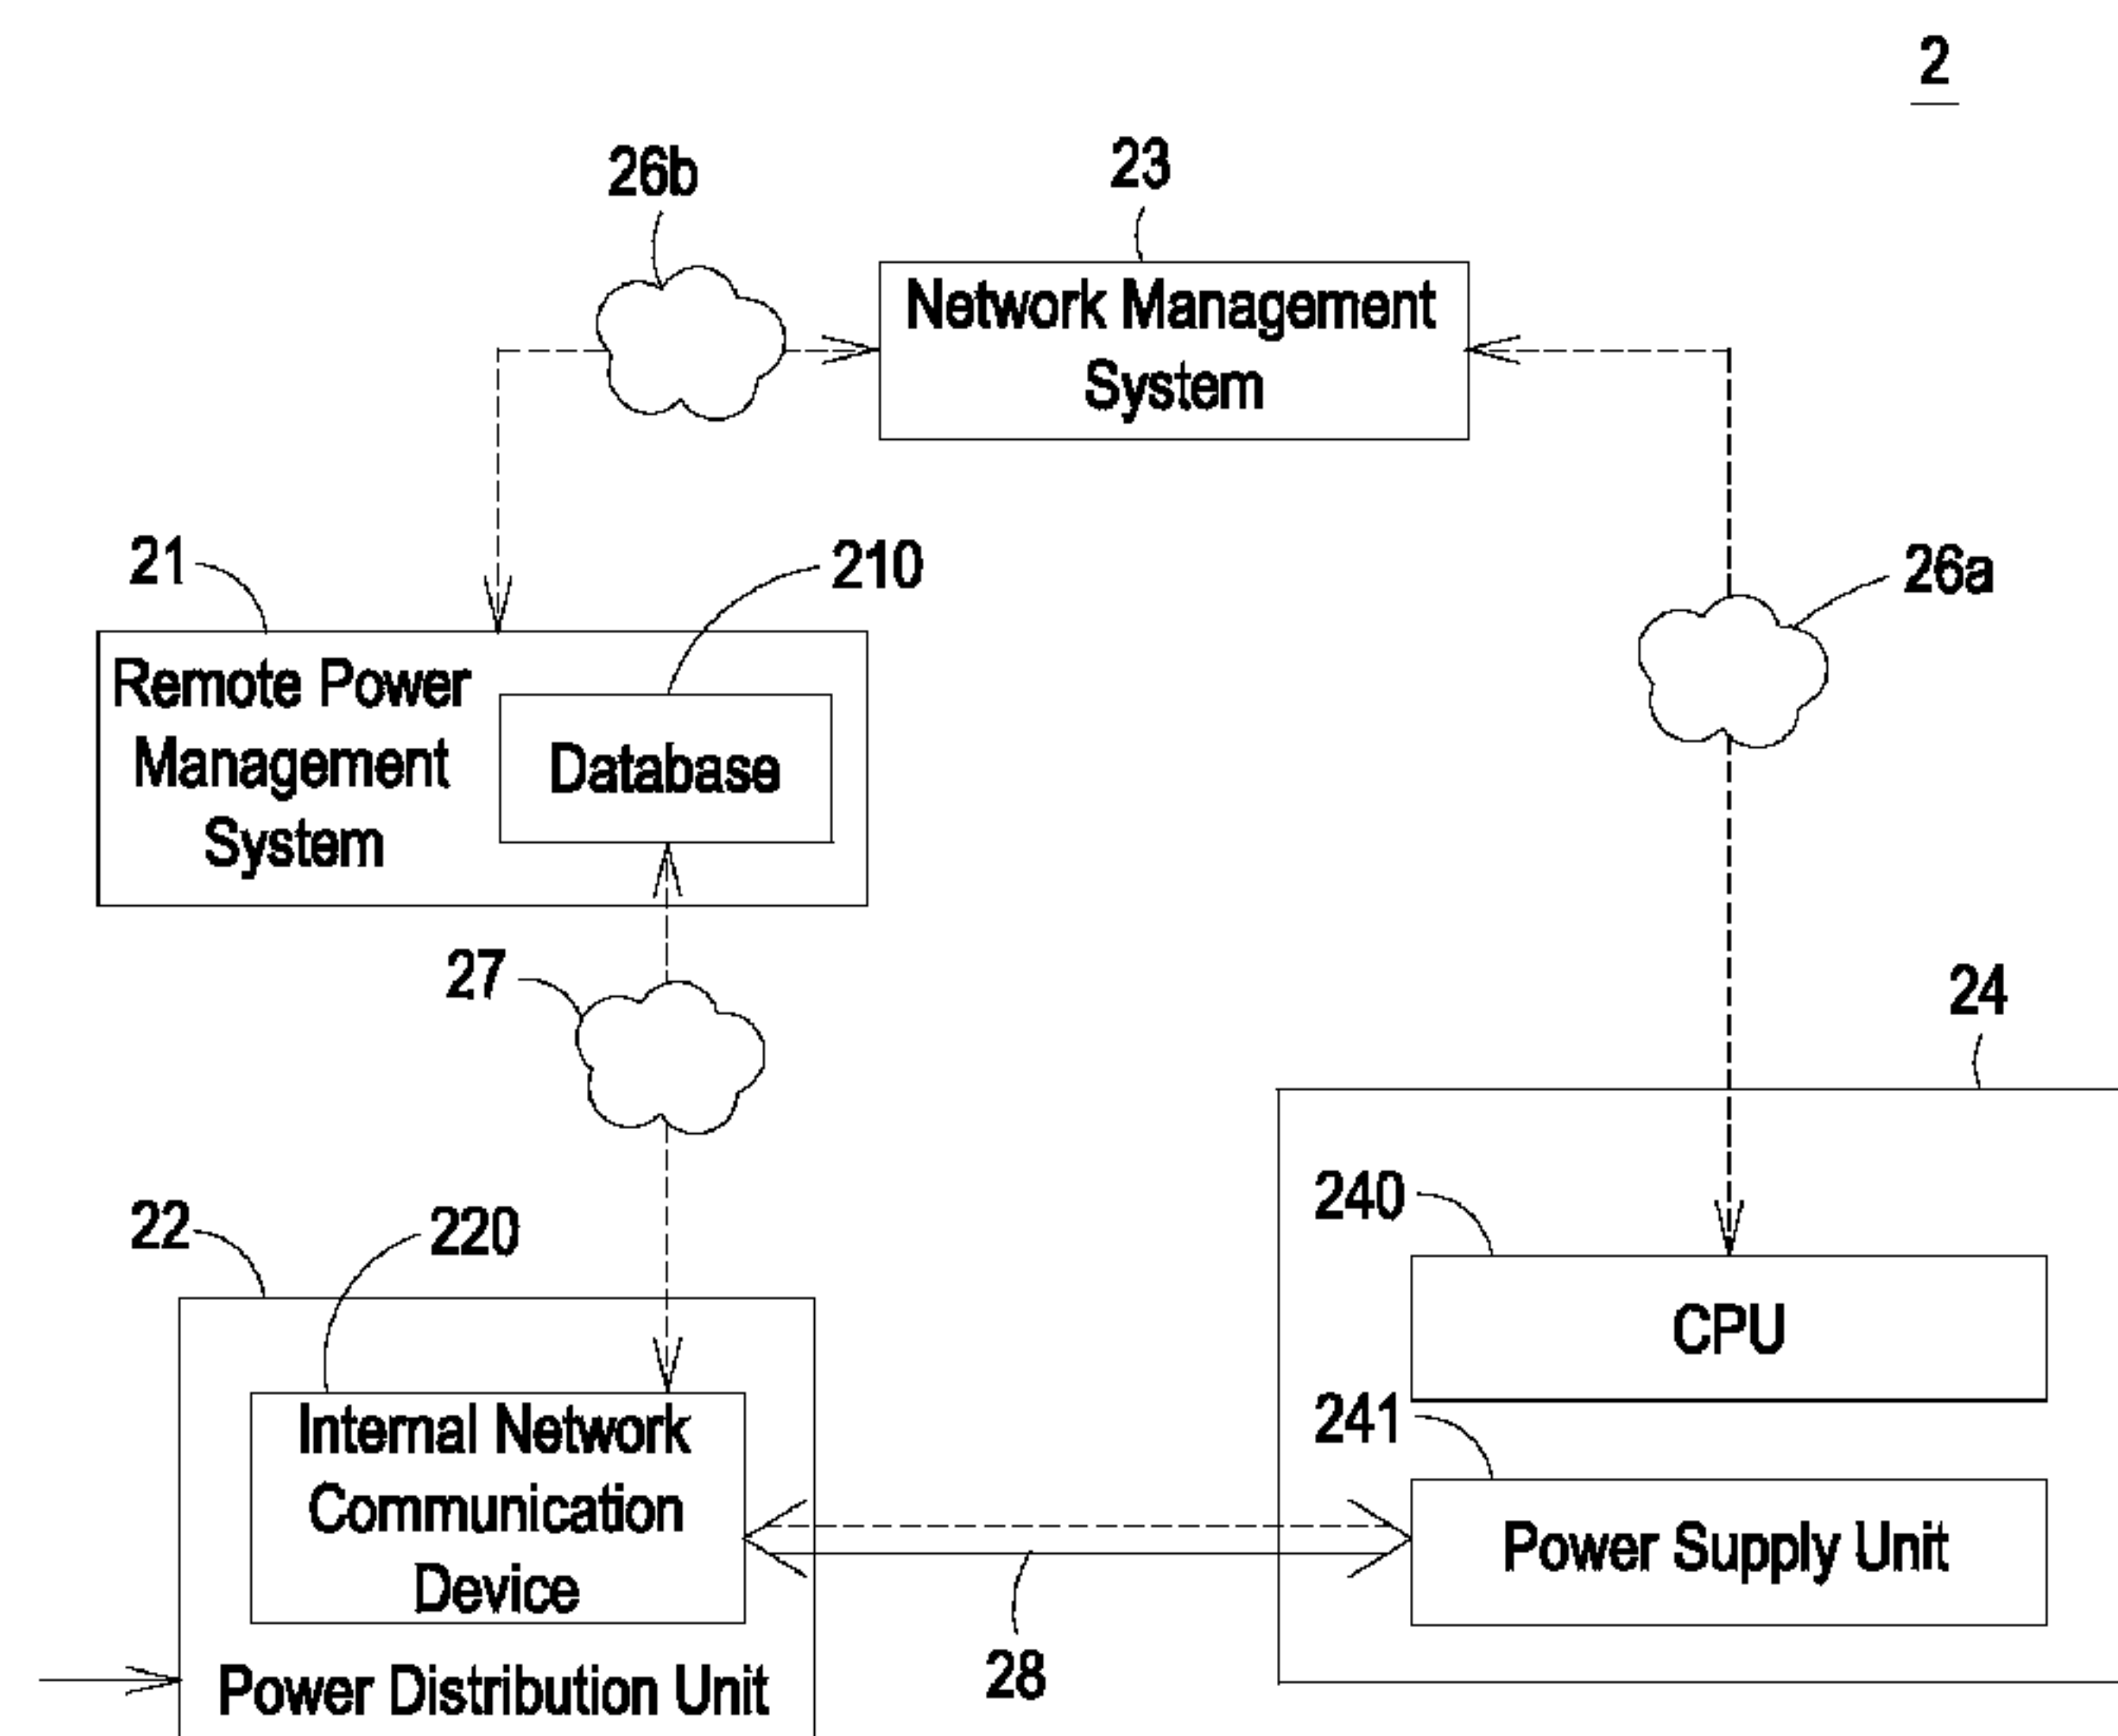 2
26b
23
Network Management
System
21
210
26a
Remote Power
Management
System
Database
27
24
22
220
240
CPU
Internal Network
Communication
Device
241
Power Supply Unit
28
Power Distribution Unit